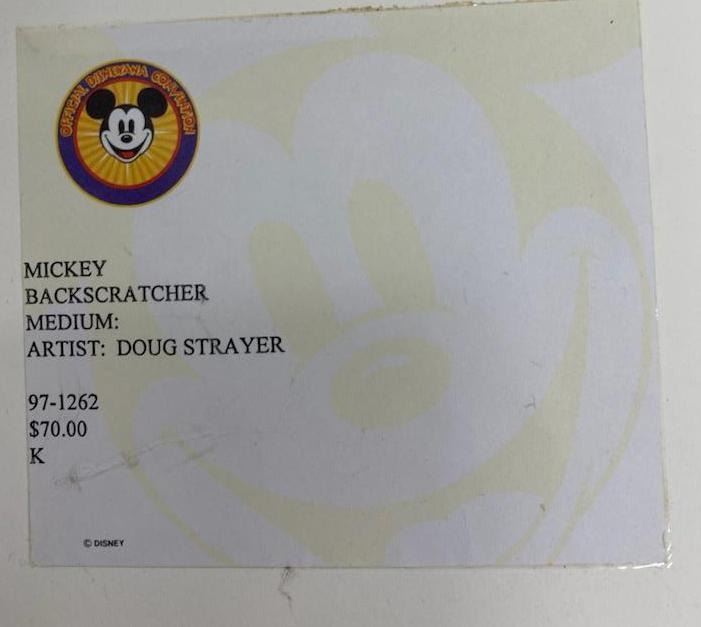 OFFICIAL DISNEYANA CONVENTION
MICKEY
BACKSCRATCHER
MEDIUM:
ARTIST: DOUG STRAYER
97-1262
$70.00
K
© DISNEY